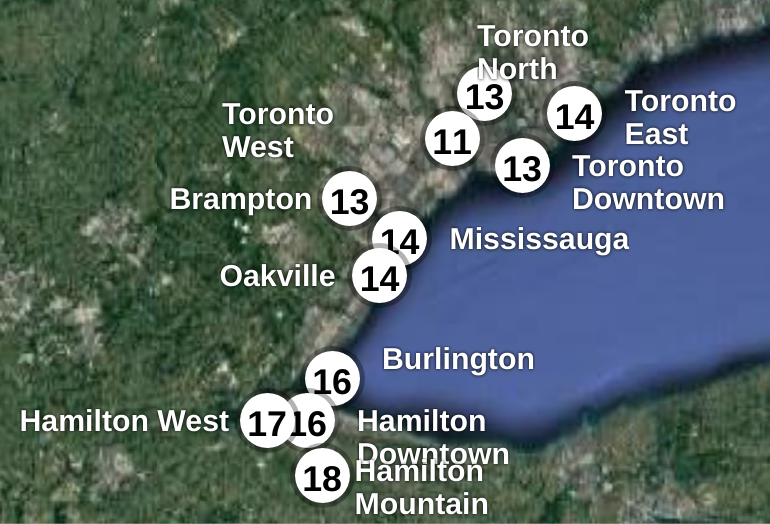 Toronto
North
13
Toronto
East
14
Toronto
West
11
13
Toronto
Downtown
Brampton
13
14
Mississauga
Oakville
14
Burlington
16
Hamilton West
17
16
Hamilton
Downtown
18
Hamilton
Mountain